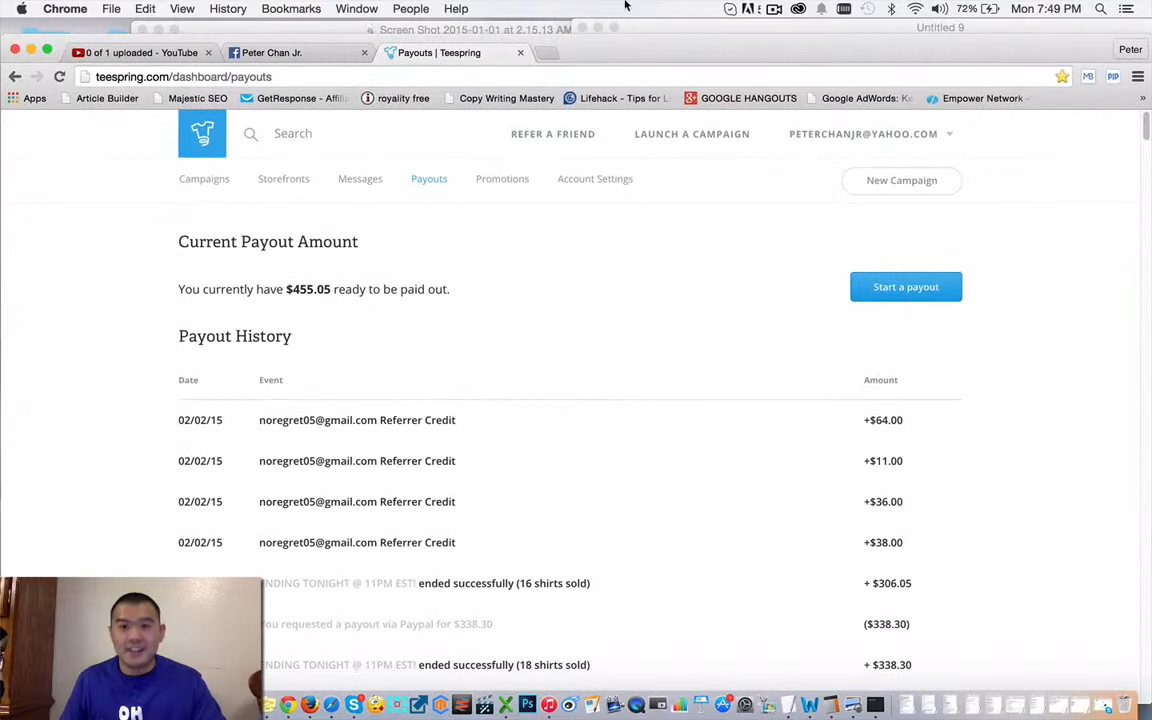 Chrome File Edit View History Bookmarks Window People Help 72% Mon 7:49 PM
Screen Shot 2015-01-01 at 2.15.13 AM Untitled 9
0 of 1 uploaded - YouTube Peter Chan Jr. Payouts | Teespring Peter
teespring.com/dashboard/payouts MB PIP
Apps Article Builder Majestic SEO GetResponse - Affili royality free Copy Writing Mastery Lifehack - Tips for L GOOGLE HANGOUTS Google AdWords: Ke Empower Network -
Search REFER A FRIEND LAUNCH A CAMPAIGN PETERCHANJR@YAHOO.COM
Campaigns Storefronts Messages Payouts Promotions Account Settings New Campaign
Current Payout Amount
You currently have $455.05 ready to be paid out. Start a payout
Payout History
Date Event Amount
02/02/15 noregret05@gmail.com Referrer Credit +$64.00
02/02/15 noregret05@gmail.com Referrer Credit +$11.00
02/02/15 noregret05@gmail.com Referrer Credit +$36.00
02/02/15 noregret05@gmail.com Referrer Credit +$38.00
NDING TONIGHT @ 11PM EST! ended successfully (16 shirts sold) + $306.05
ou requested a payout via Paypal for $338.30 ($338.30)
NDING TONIGHT @ 11PM EST! ended successfully (18 shirts sold) + $338.30
OH